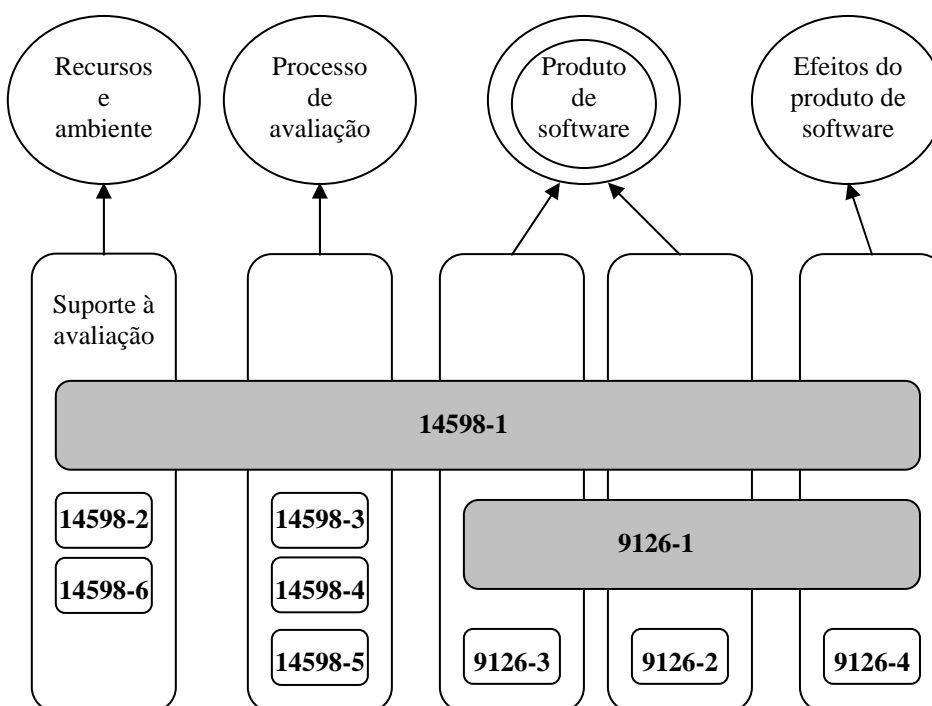 Recursos
e
ambiente
Processo
de
avaliação
Produto
de
software
Efeitos do
produto de
software
Suporte à
avaliação
14598-1
14598-2
14598-3
9126-1
14598-6
14598-4
14598-5
9126-3
9126-2
9126-4